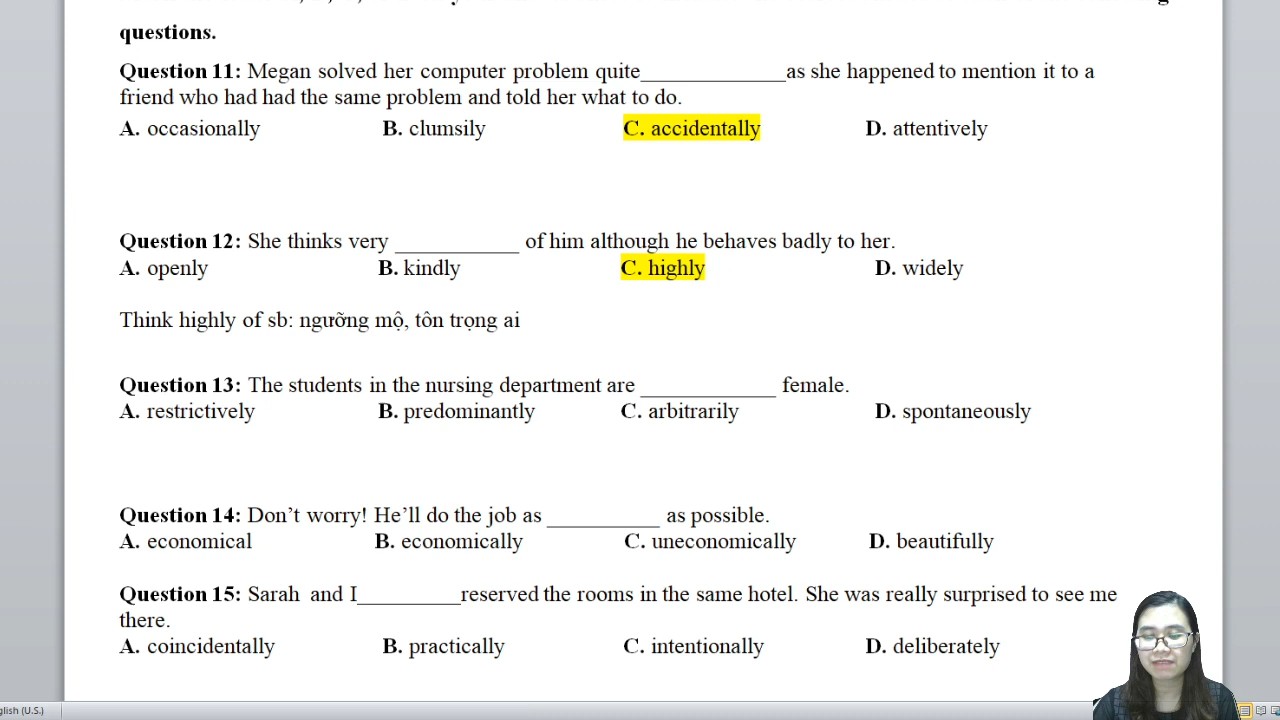 questions.
Question 11: Megan solved her computer problem quite_____________as she happened to mention it to a
friend who had had the same problem and told her what to do.
A. occasionally B. clumsily C. accidentally D. attentively
Question 12: She thinks very ___________ of him although he behaves badly to her.
A. openly B. kindly C. highly D. widely
Think highly of sb: ngưỡng mộ, tôn trọng ai
Question 13: The students in the nursing department are ____________ female.
A. restrictively B. predominantly C. arbitrarily D. spontaneously
Question 14: Don’t worry! He’ll do the job as __________ as possible.
A. economical B. economically C. uneconomically D. beautifully
Question 15: Sarah and I_________reserved the rooms in the same hotel. She was really surprised to see me
there.
A. coincidentally B. practically C. intentionally D. deliberately
glish (U.S.)